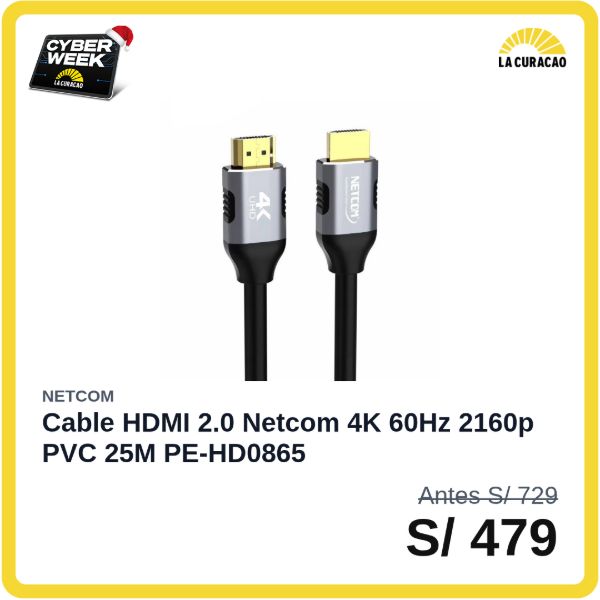 CYBER
WEEK
LA CURACAO
LA CURACAO
4K
UHD
NETCOM
NETCOM
Cable HDMI 2.0 Netcom 4K 60Hz 2160p
PVC 25M PE-HD0865
Antes S/ 729
S/ 479